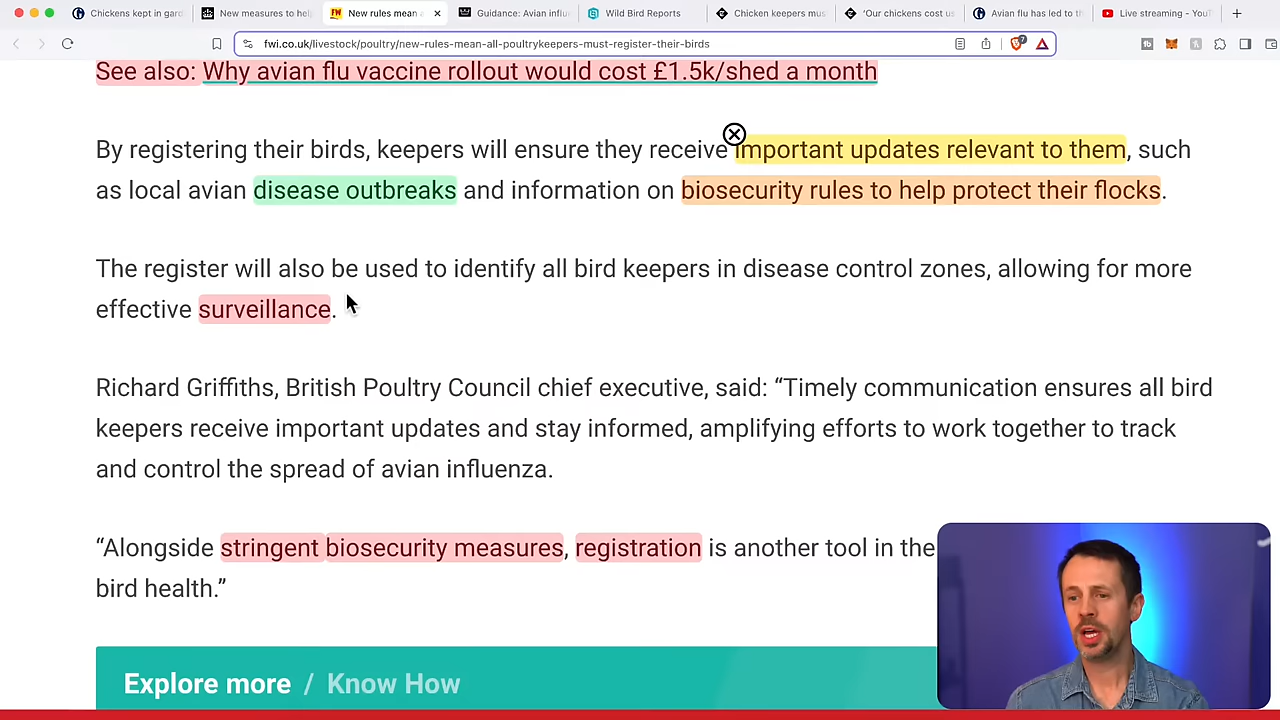 Chickens kept in gard
New measures to help
New rules mean a
Guidance: Avian influ
Wild Bird Reports
Chicken keepers mus
'Our chickens cost us
Avian flu has led to th
Live streaming - YouT
fwi.co.uk/livestock/poultry/new-rules-mean-all-poultrykeepers-must-register-their-birds
See also: Why avian flu vaccine rollout would cost £1.5k/shed a month
By registering their birds, keepers will ensure they receive important updates relevant to them, such
as local avian disease outbreaks and information on biosecurity rules to help protect their flocks.
The register will also be used to identify all bird keepers in disease control zones, allowing for more
effective surveillance.
Richard Griffiths, British Poultry Council chief executive, said: “Timely communication ensures all bird
keepers receive important updates and stay informed, amplifying efforts to work together to track
and control the spread of avian influenza.
“Alongside stringent biosecurity measures, registration is another tool in the
bird health.”
Explore more / Know How